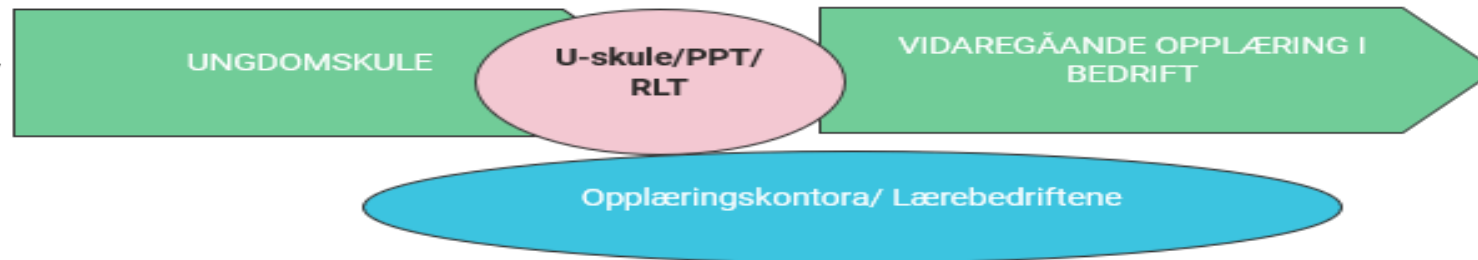 UNGDOMSKULE
U-skule/PPT/
RLT
VIDAREGÅANDE OPPLÆRING I
BEDRIFT
Opplæringskontora/ Lærebedriftene